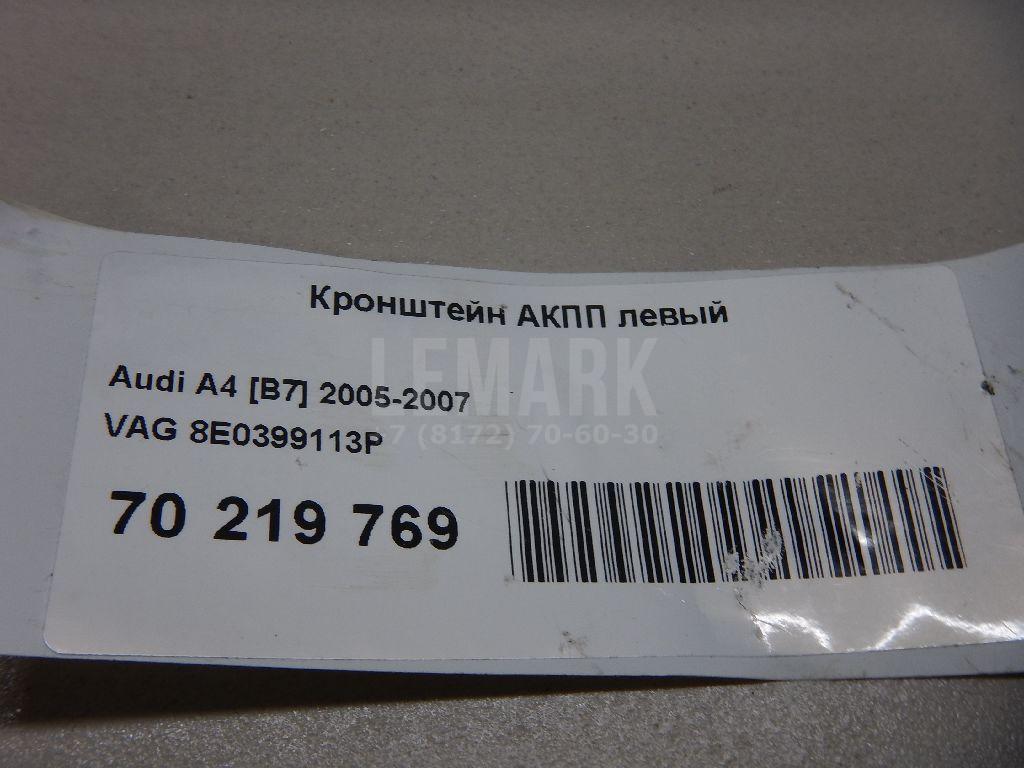 Кронштейн АКПП левый
LEMARK
Audi A4 [B7] 2005-2007
VAG 8E0399113P
+7 (8172) 70-60-30
70 219 769